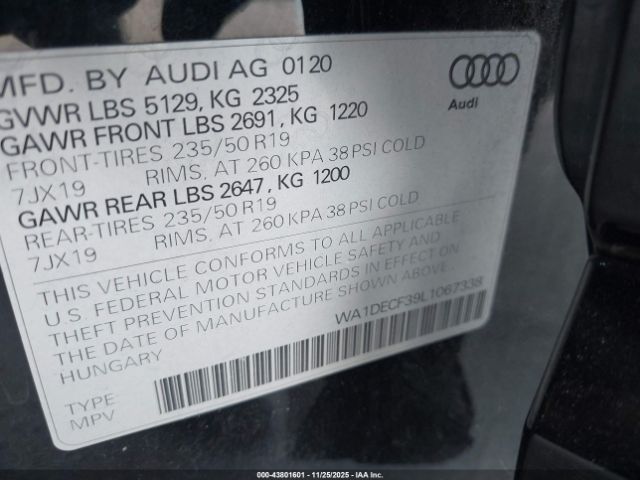 MFD. BY AUDI AG 0120
GVWR LBS 5129, KG 2325
GAWR FRONT LBS 2691, KG 1220
FRONT-TIRES 235/50 R19
7JX19 RIMS, AT 260 KPA 38 PSI COLD
GAWR REAR LBS 2647, KG 1200
REAR-TIRES 235/50 R19
7JX19 RIMS, AT 260 KPA 38 PSI COLD
THIS VEHICLE CONFORMS TO ALL APPLICABLE
U.S. FEDERAL MOTOR VEHICLE SAFETY AND
THEFT PREVENTION STANDARDS IN EFFECT ON
THE DATE OF MANUFACTURE SHOWN ABOVE.
HUNGARY
WA1DECF39L1067338
TYPE
MPV
Audi
000-43801601 - 11/25/2025 - IAA Inc.